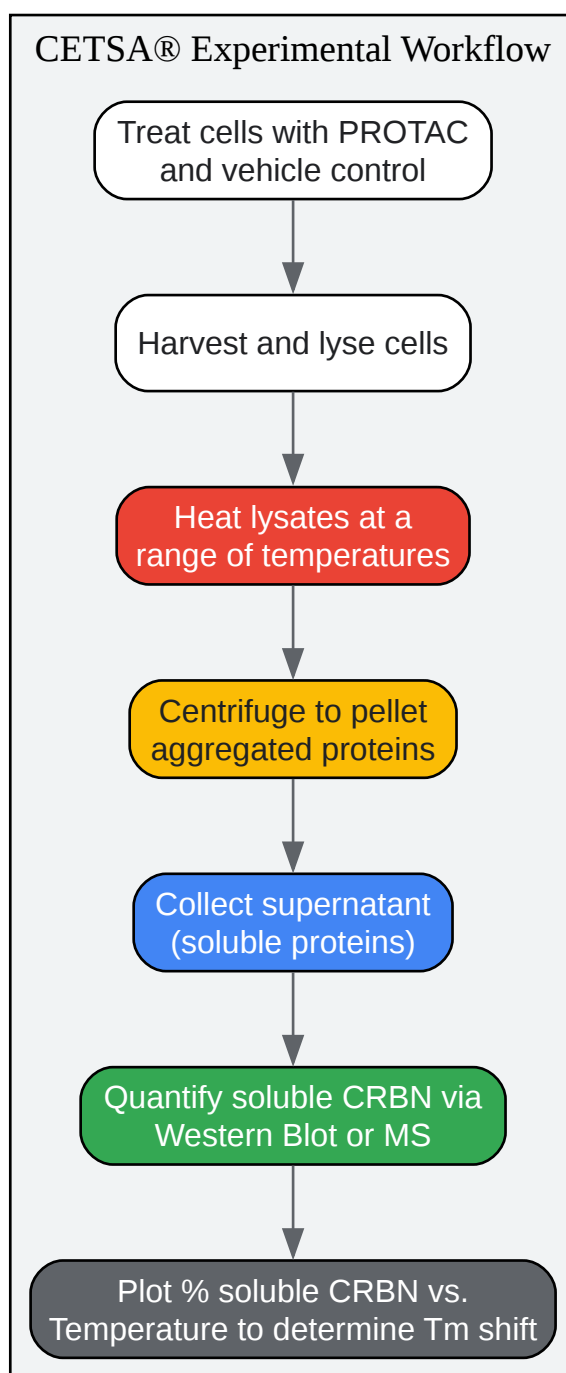 CETSA® Experimental Workflow
Treat cells with PROTAC
and vehicle control
Harvest and lyse cells
Heat lysates at a
range of temperatures
Centrifuge to pellet
aggregated proteins
Collect supernatant
(soluble proteins)
Quantify soluble CRBN via
Western Blot or MS
Plot % soluble CRBN vs.
Temperature to determine Tm shift